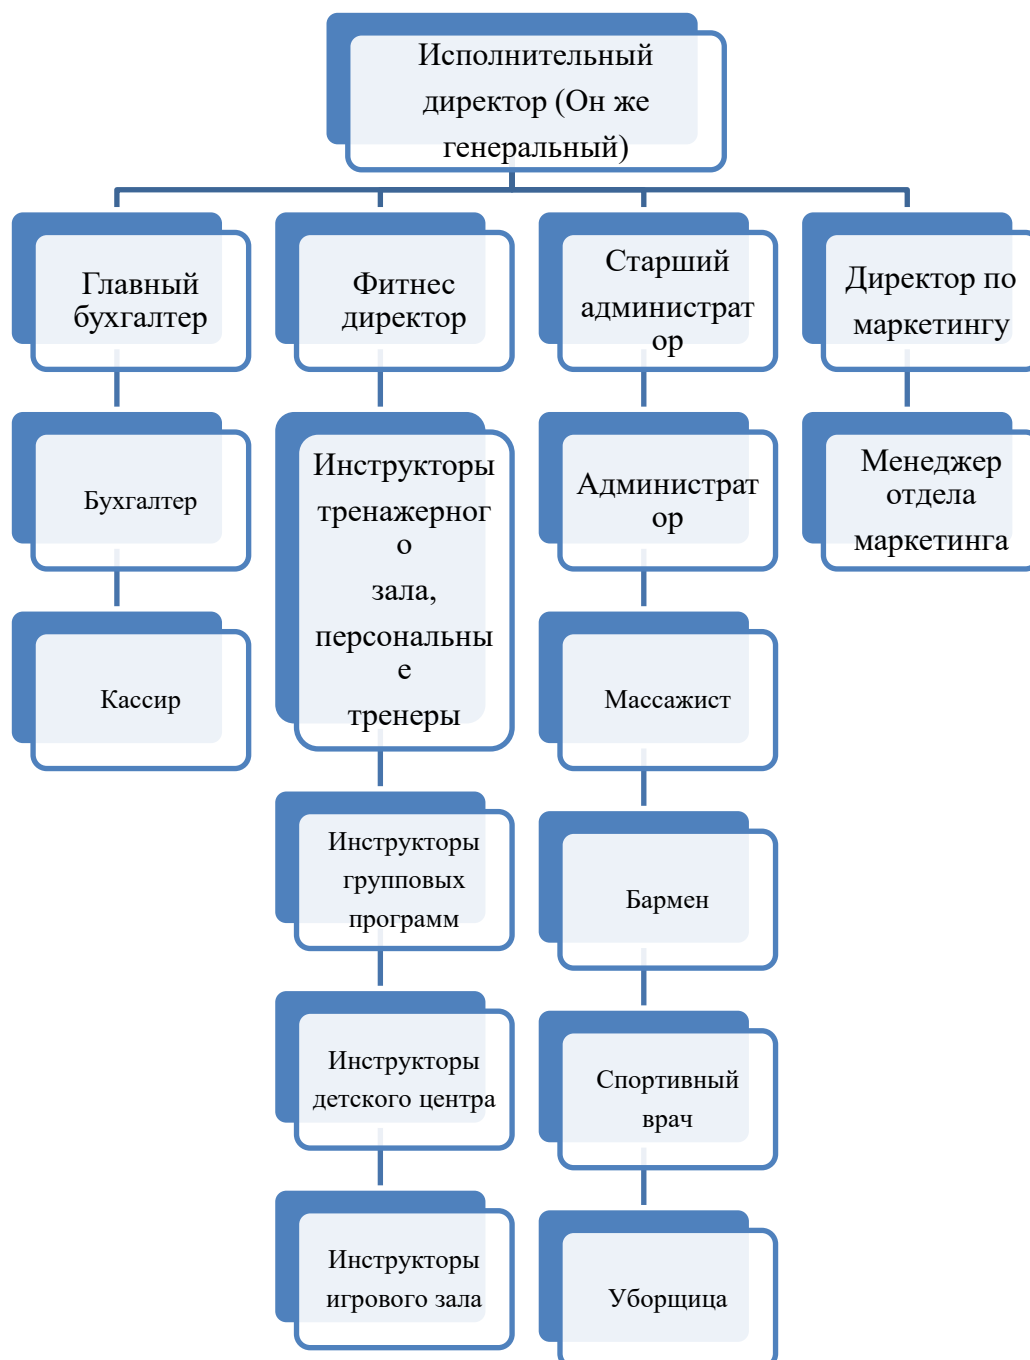 Исполнительный
директор (Он же
генеральный)
Главный
бухгалтер
Фитнес
директор
Старший
администрат
ор
Директор по
маркетингу
Бухгалтер
Инструкторы
тренажерног
о
зала,
персональны
е
тренеры
Администрат
ор
Менеджер
отдела
маркетинга
Кассир
Массажист
Инструкторы
групповых
программ
Бармен
Инструкторы
детского центра
Спортивный
врач
Инструкторы
игрового зала
Уборщица